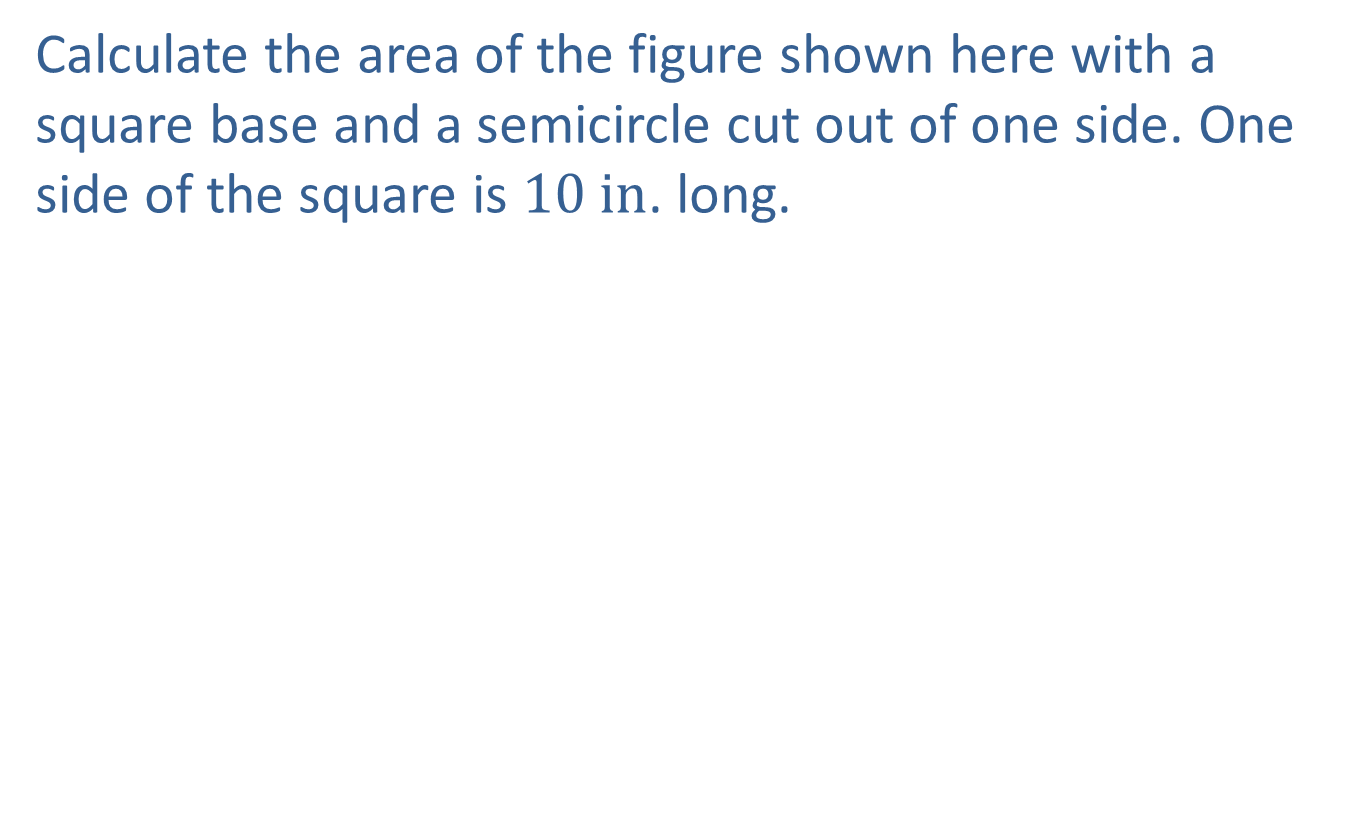 Calculate the area of the figure shown here with a
square base and a semicircle cut out of one side. One
side of the square is 10 in. long.